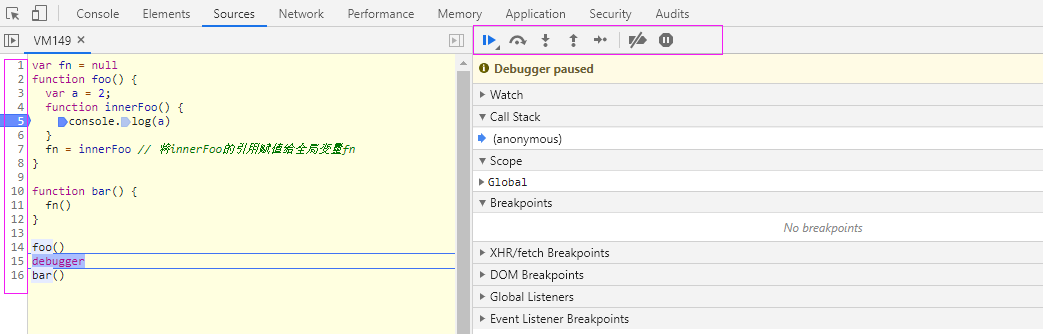 Console Elements Sources Network Performance Memory Application Security Audits
VM149 ×
1 var fn = null
2 function foo() {
3 var a = 2;
4 function innerFoo() {
5 console.log(a)
6 }
7 fn = innerFoo // 将innerFoo的引用赋值给全局变量fn
8 }
9
10 function bar() {
11 fn()
12 }
13
14 foo()
15 debugger
16 bar()
Debugger paused
Watch
Call Stack
(anonymous)
Scope
Global
Breakpoints
No breakpoints
XHR/fetch Breakpoints
DOM Breakpoints
Global Listeners
Event Listener Breakpoints